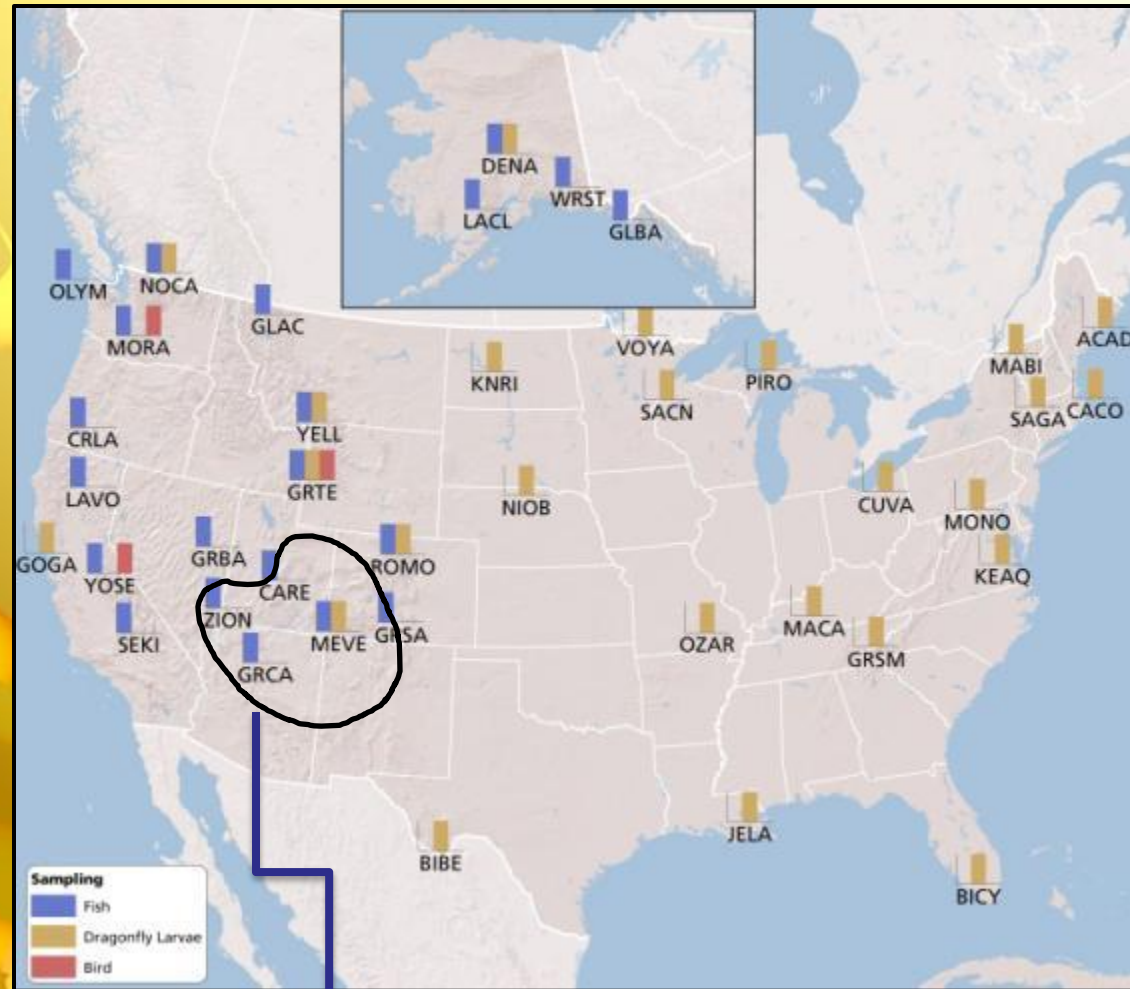 DENA
WRST
LACL
GLBA
OLYM
NOCA
GLAC
MORA
VOYA
KNRI
PIRO
SACN
MABI
ACAD
SAGA
CACO
CRLA
YELL
LAVO
GRTE
NIOB
CUVA
MONO
GOGA
YOSE
GRBA
CARE
ROMO
KEAQ
SEKI
ZION
MEVE
GRSA
OZAR
MACA
GRSM
GRCA
BIBE
JELA
BICY
Sampling
Fish
Dragonfly Larvae
Bird